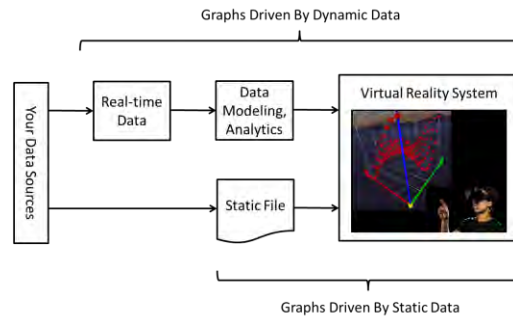 Graphs Driven By Dynamic Data
Your Data Sources
Real-time
Data
Data
Modeling,
Analytics
Virtual Reality System
Static File
Graphs Driven By Static Data